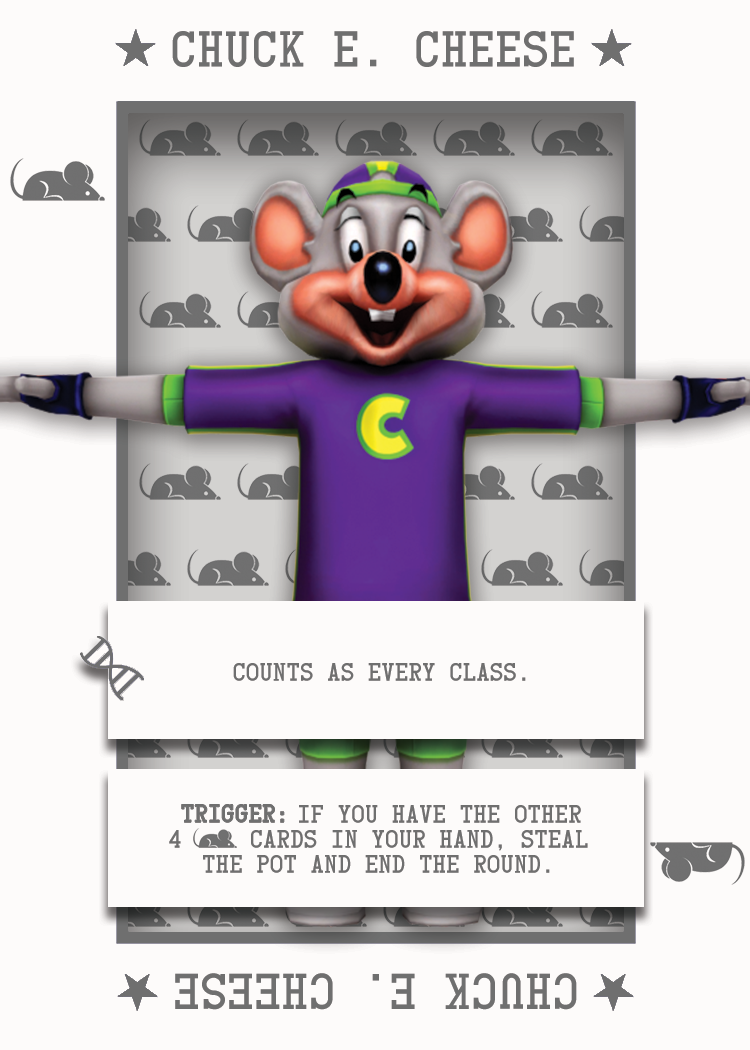 ★ CHUCK E. CHEESE ★
C
COUNTS AS EVERY CLASS.
TRIGGER: IF YOU HAVE THE OTHER
4 CARDS IN YOUR HAND, STEAL
THE POT AND END THE ROUND.
★ CHUCK E. CHEESE ★